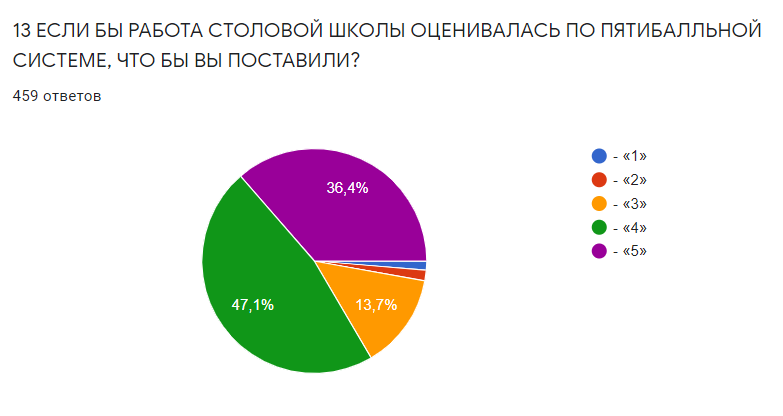 13 ЕСЛИ БЫ РАБОТА СТОЛОВОЙ ШКОЛЫ ОЦЕНИВАЛАСЬ ПО ПЯТИБАЛЛЬНОЙ
СИСТЕМЕ, ЧТО БЫ ВЫ ПОСТАВИЛИ?
459 ответов
36,4%
47,1%
13,7%
- «1»
- «2»
- «3»
- «4»
- «5»